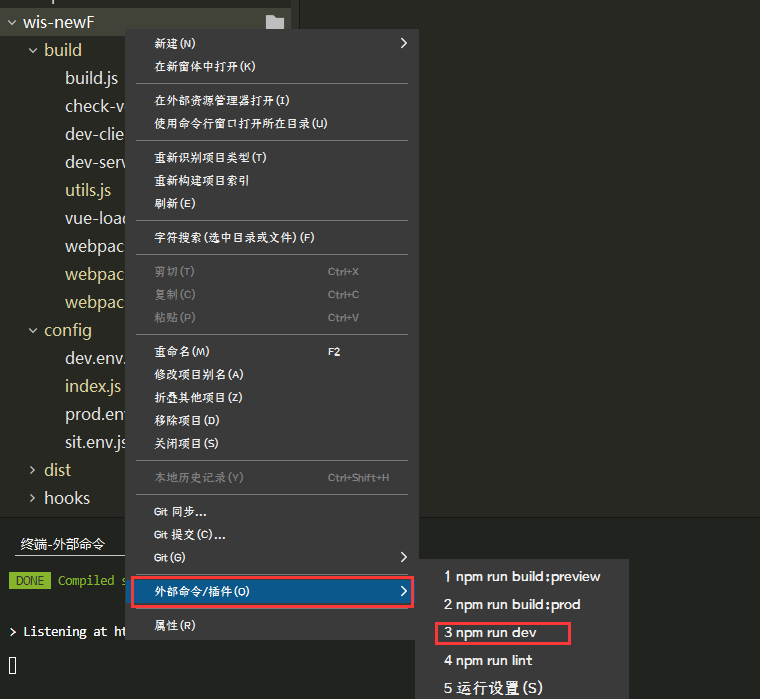 wis-newF
build
build.js
check-v
dev-clie
dev-serv
utils.js
vue-load
webpac
webpac
webpac
config
dev.env.
index.js
prod.env
sit.env.js
dist
hooks
新建(N)
在新窗体中打开(K)
在外部资源管理器打开(I)
使用命令行窗口打开所在目录(U)
重新识别项目类型(T)
重新构建项目索引
刷新(E)
字符搜索(选中目录或文件)(F)
剪切(T) Ctrl+X
复制(C) Ctrl+C
粘贴(P) Ctrl+V
重命名(M) F2
修改项目别名(A)
折叠其他项目(Z)
移除项目(D)
关闭项目(S)
本地历史记录(Y) Ctrl+Shift+H
Git 同步...
Git 提交(C)...
Git(G)
外部命令/插件(O)
属性(R)
1 npm run build:preview
2 npm run build:prod
3 npm run dev
4 npm run lint
5 运行设置(S)
终端-外部命令
DONE Compiled s
> Listening at ht